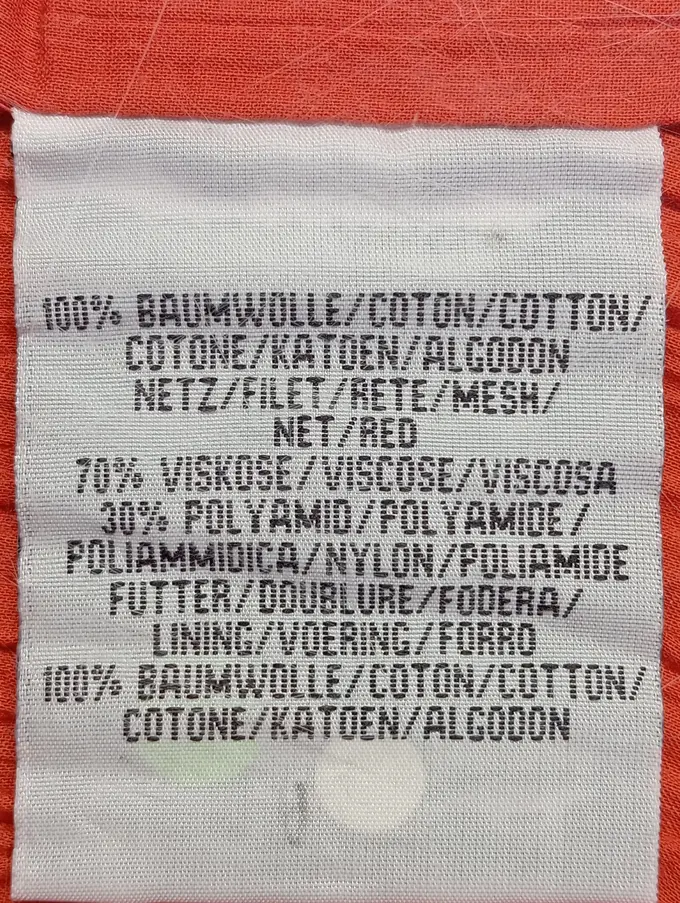 100% BAUMWOLLE/COTON/COTTON/
COTONE/KATOEN/ALGODON
NETZ/FILET/RETE/MESH/
NET/RED
70% VISKOSE/VISCOSE/VISCOSA
30% POLYAMID/POLYAMIDE/
POLIAMMIDICA/NYLON/POLIAMIDE
FUTTER/DOUBLURE/FODERA/
LINING/VOERING/FORRO
100% BAUMWOLLE/COTON/COTTON/
COTONE/KATOEN/ALGODON